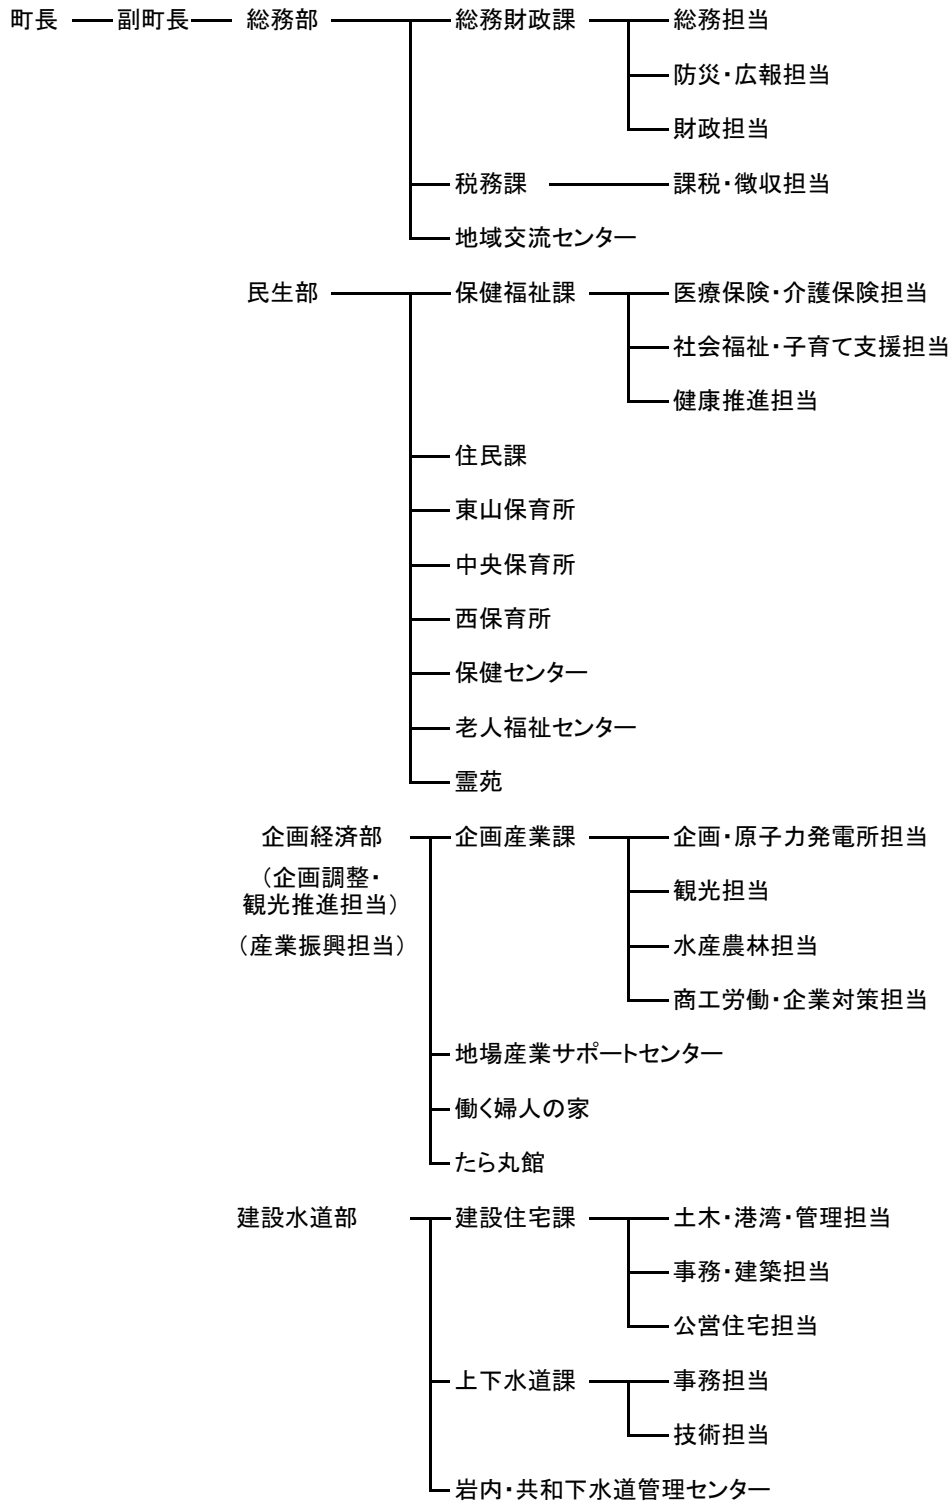 町長 副町長 総務部 総務財政課 総務担当
防災・広報担当
財政担当
税務課 課税・徴収担当
地域交流センター
民生部 保健福祉課 医療保険・介護保険担当
社会福祉・子育て支援担当
健康推進担当
住民課
東山保育所
中央保育所
西保育所
保健センター
老人福祉センター
霊苑
企画経済部 企画産業課 企画・原子力発電所担当
（企画調整・
観光推進担当）
観光担当
（産業振興担当）
水産農林担当
商工労働・企業対策担当
地場産業サポートセンター
働く婦人の家
たら丸館
建設水道部 建設住宅課 土木・港湾・管理担当
事務・建築担当
公営住宅担当
上下水道課 事務担当
技術担当
岩内・共和下水道管理センター